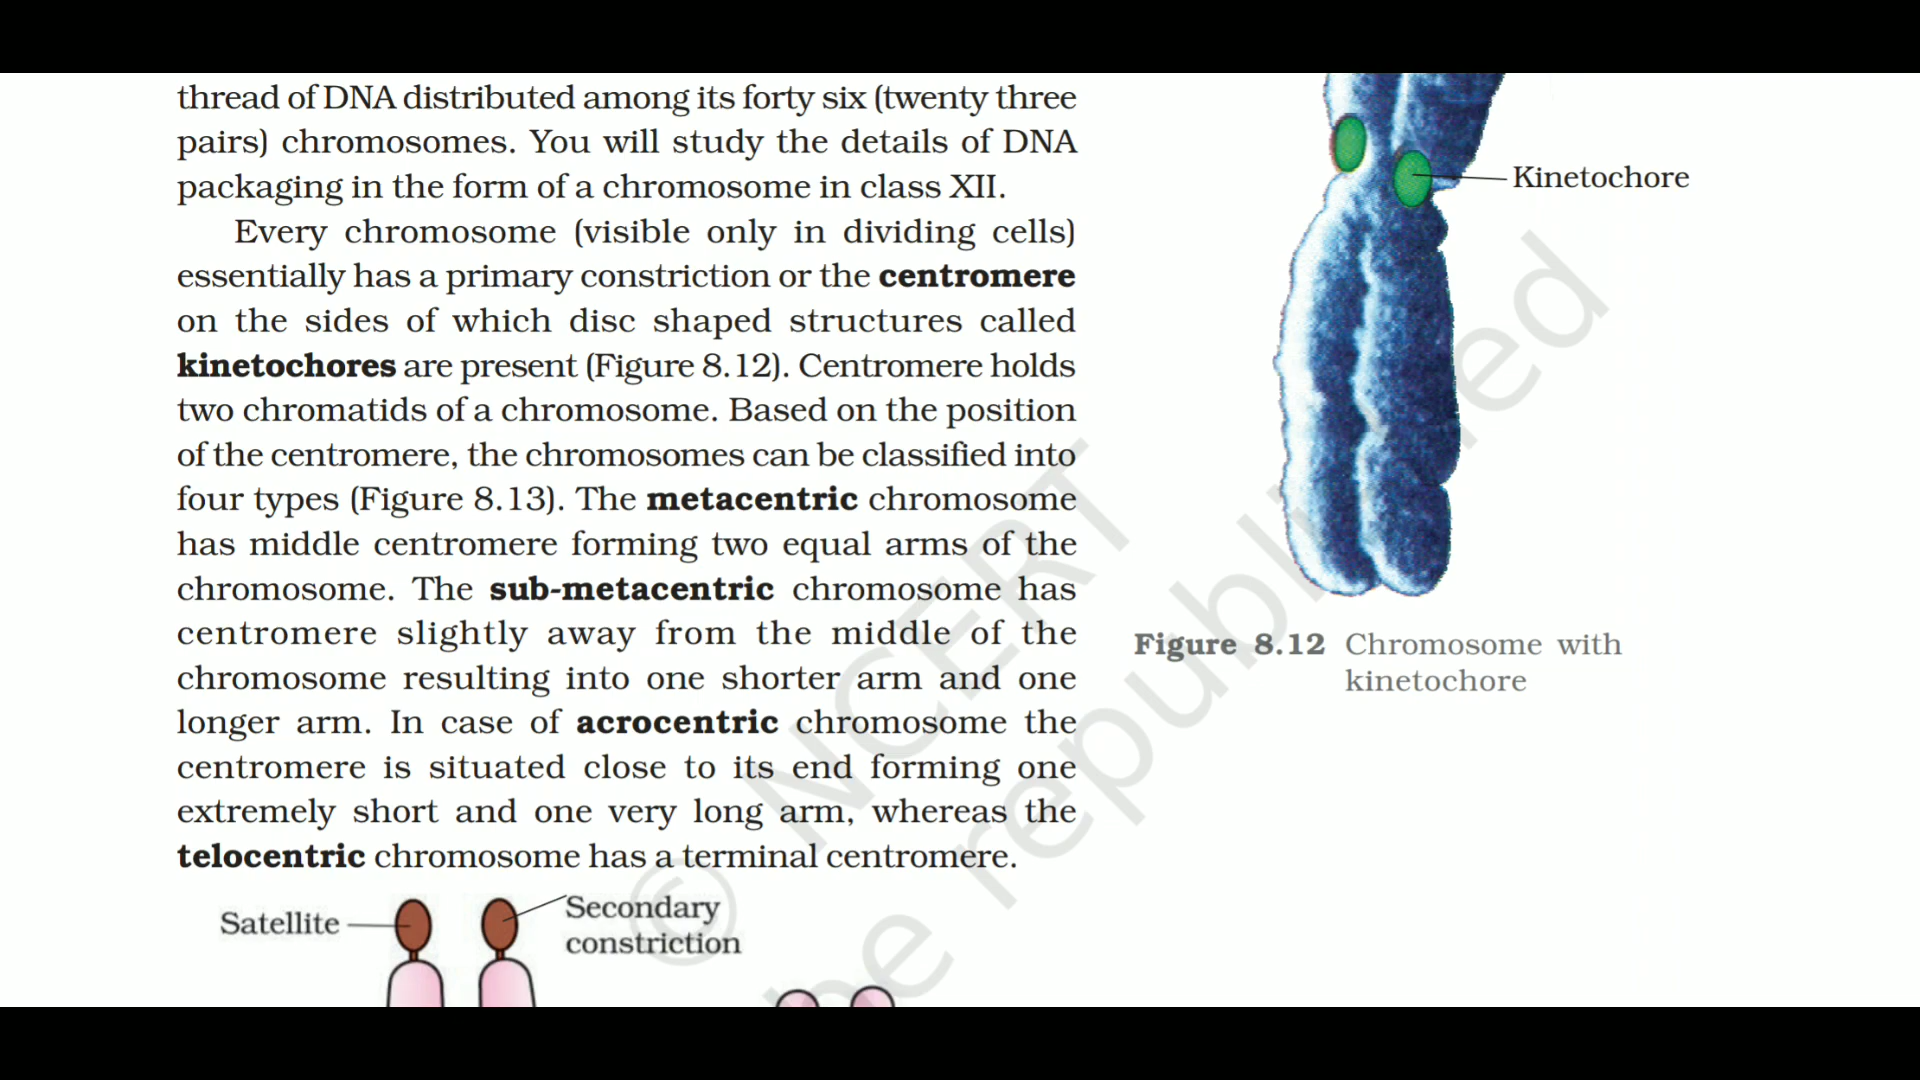 thread of DNA distributed among its forty six (twenty three
pairs) chromosomes. You will study the details of DNA
packaging in the form of a chromosome in class XII.
Every chromosome (visible only in dividing cells)
essentially has a primary constriction or the centromere
on the sides of which disc shaped structures called
kinetochores are present (Figure 8.12). Centromere holds
two chromatids of a chromosome. Based on the position
of the centromere, the chromosomes can be classified into
four types (Figure 8.13). The metacentric chromosome
has middle centromere forming two equal arms of the
chromosome. The sub-metacentric chromosome has
centromere slightly away from the middle of the
chromosome resulting into one shorter arm and one
longer arm. In case of acrocentric chromosome the
centromere is situated close to its end forming one
extremely short and one very long arm, whereas the
telocentric chromosome has a terminal centromere.
Kinetochore
Figure 8.12 Chromosome with
kinetochore
Satellite
Secondary
constriction
© NCERT
be republished